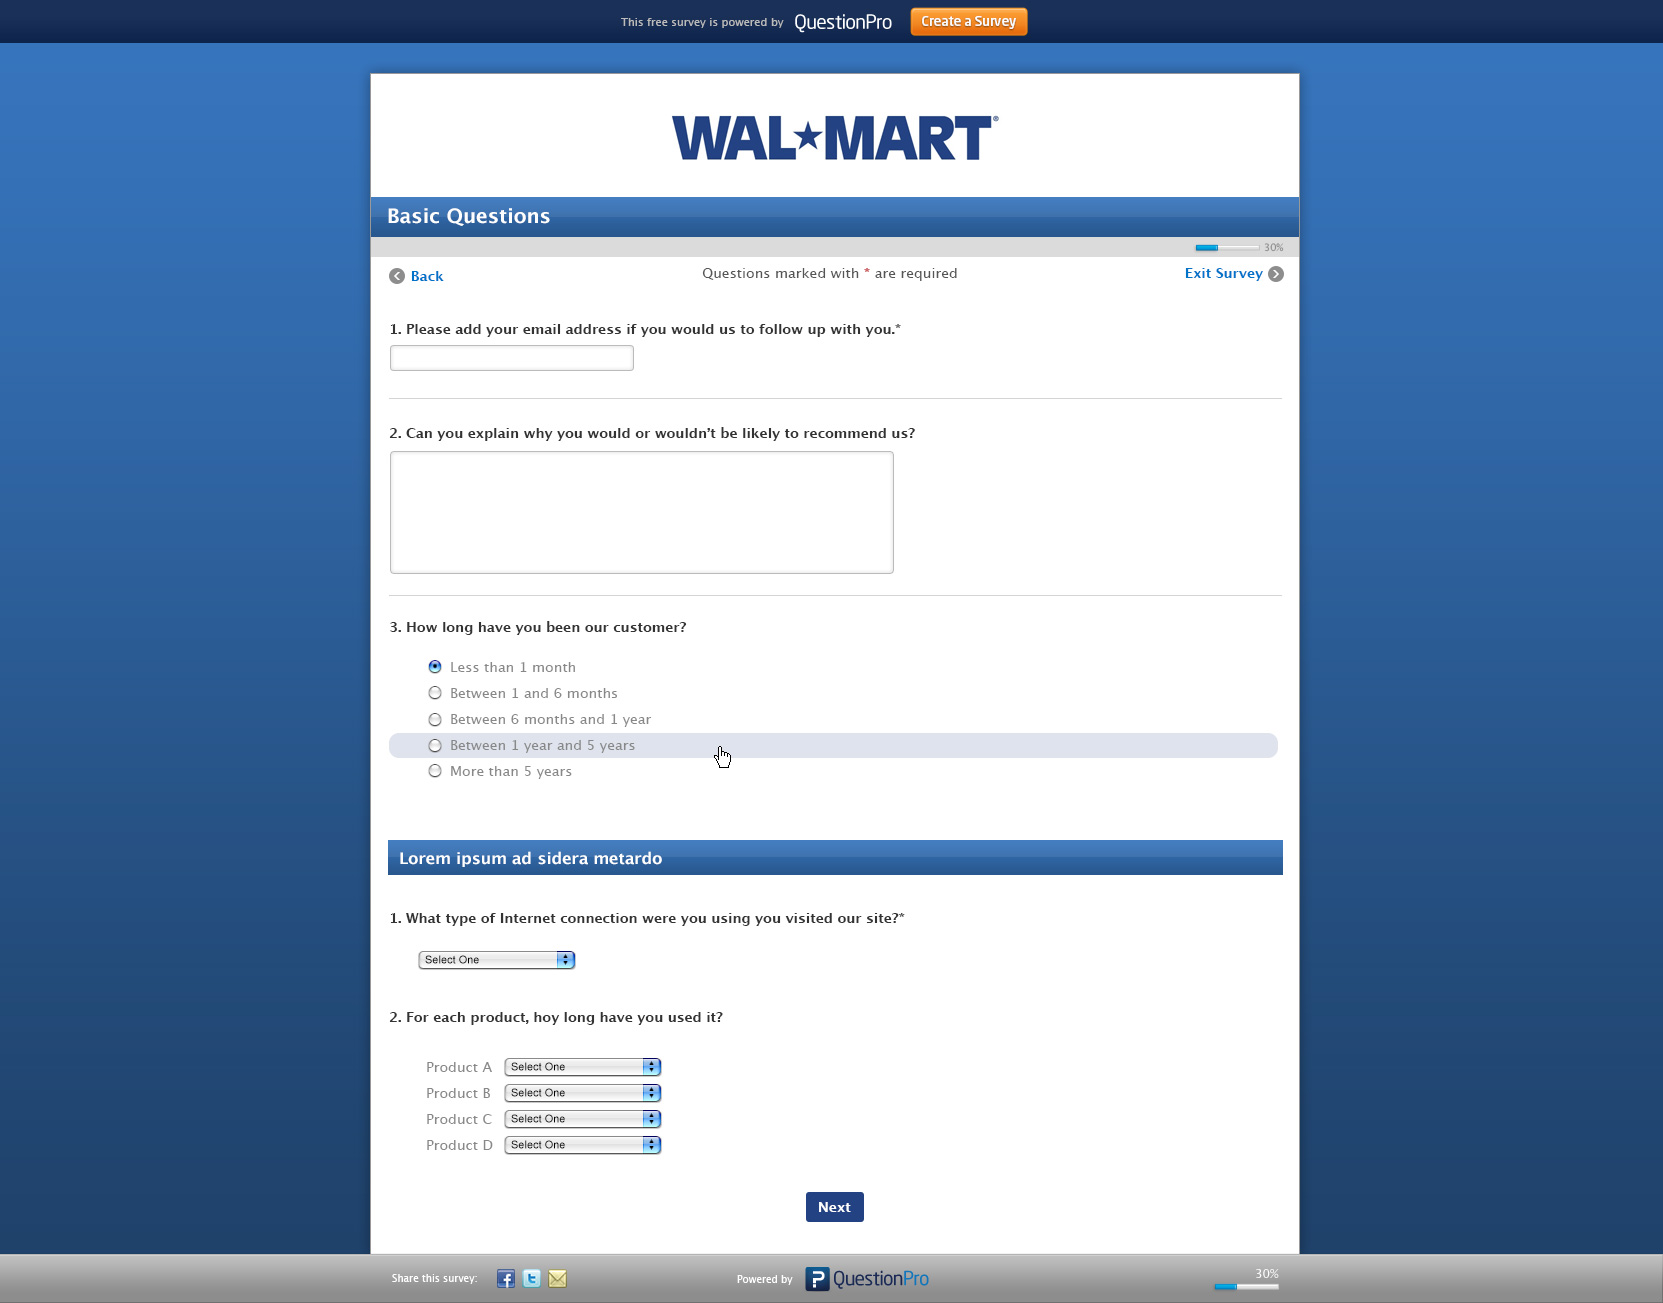 This free survey is powered by QuestionPro Create a Survey
WAL★MART®
Basic Questions
30%
Back Questions marked with * are required Exit Survey
1. Please add your email address if you would us to follow up with you.*
2. Can you explain why you would or wouldn't be likely to recommend us?
3. How long have you been our customer?
Less than 1 month
Between 1 and 6 months
Between 6 months and 1 year
Between 1 year and 5 years
More than 5 years
Lorem ipsum ad sidera metardo
1. What type of Internet connection were you using you visited our site?*
Select One
2. For each product, hoy long have you used it?
Product A Select One
Product B Select One
Product C Select One
Product D Select One
Next
Share this survey: Powered by QuestionPro 30%